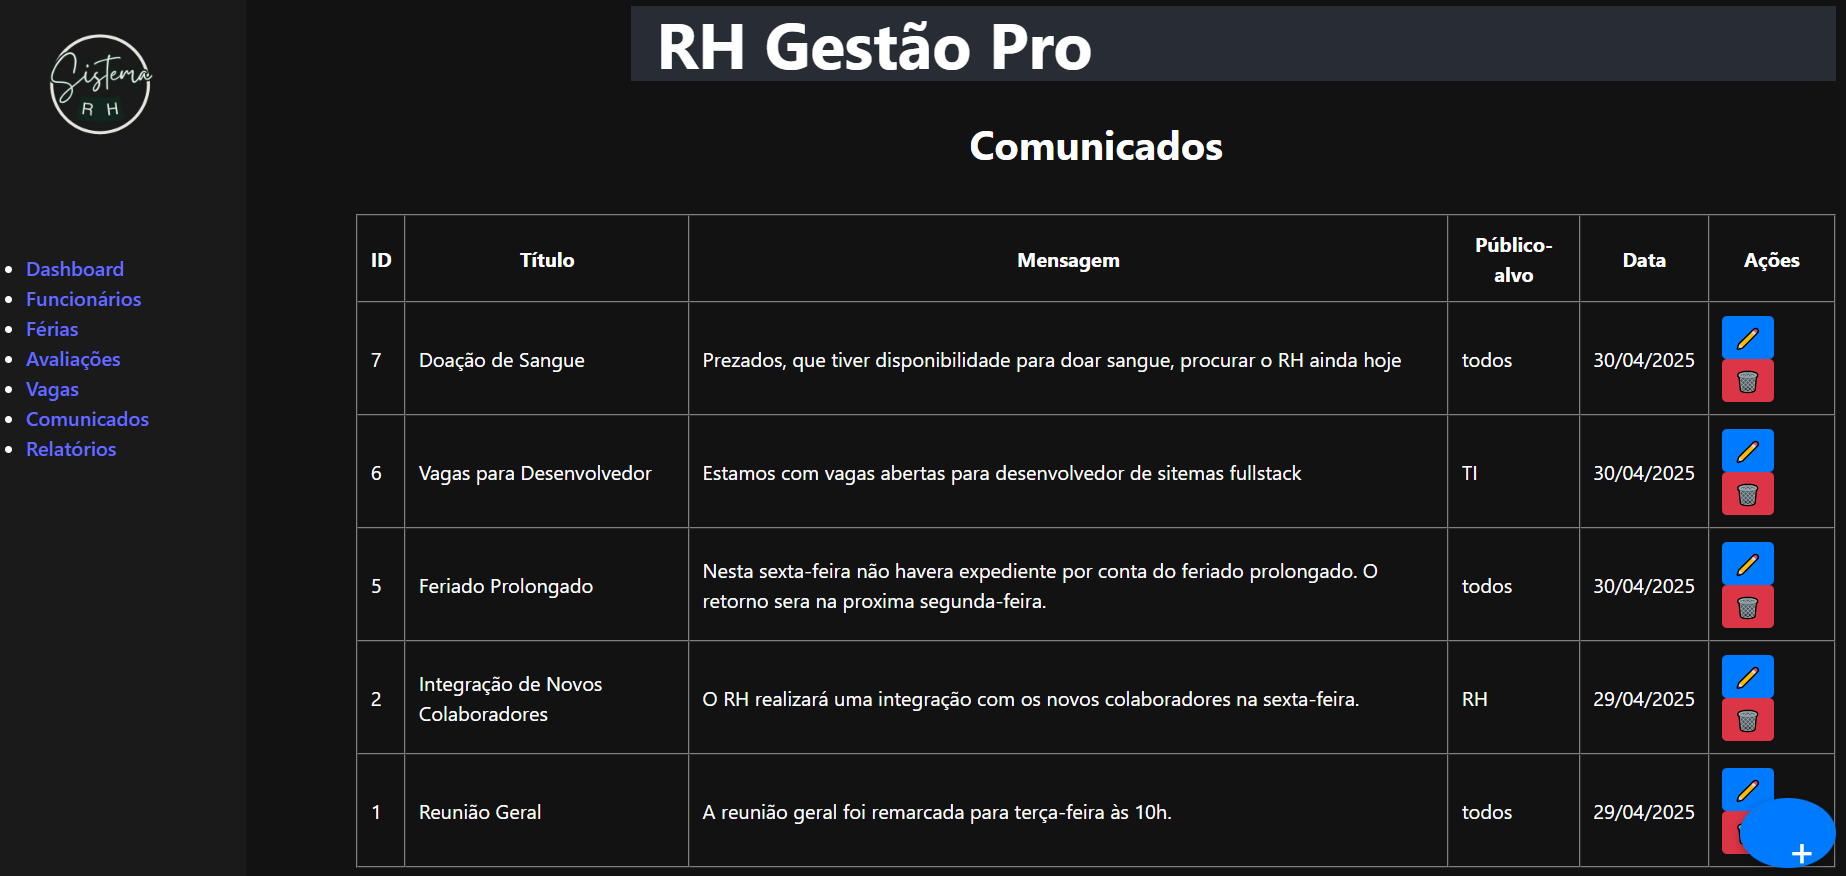 Sistema
R H
RH Gestão Pro
Dashboard
Funcionários
Férias
Avaliações
Vagas
Comunicados
Relatórios
Comunicados
ID Título Mensagem Público-
alvo Data Ações
7 Doação de Sangue Prezados, que tiver disponibilidade para doar sangue, procurar o RH ainda hoje todos 30/04/2025
6 Vagas para Desenvolvedor Estamos com vagas abertas para desenvolvedor de sitemas fullstack TI 30/04/2025
5 Feriado Prolongado Nesta sexta-feira não havera expediente por conta do feriado prolongado. O
retorno sera na proxima segunda-feira. todos 30/04/2025
2 Integração de Novos
Colaboradores O RH realizará uma integração com os novos colaboradores na sexta-feira. RH 29/04/2025
1 Reunião Geral A reunião geral foi remarcada para terça-feira às 10h. todos 29/04/2025
+